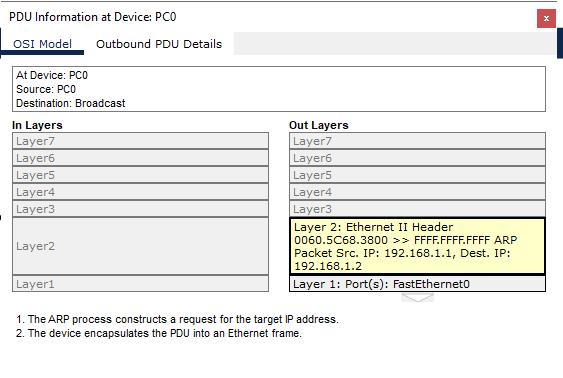 PDU Information at Device: PC0
x
OSI Model Outbound PDU Details
At Device: PC0
Source: PC0
Destination: Broadcast
In Layers
Layer7
Layer6
Layer5
Layer4
Layer3
Layer2
Layer1
Out Layers
Layer7
Layer6
Layer5
Layer4
Layer3
Layer 2: Ethernet II Header
0060.5C68.3800 >> FFFF.FFFF.FFFF ARP
Packet Src. IP: 192.168.1.1, Dest. IP:
192.168.1.2
Layer 1: Port(s): FastEthernet0
1. The ARP process constructs a request for the target IP address.
2. The device encapsulates the PDU into an Ethernet frame.